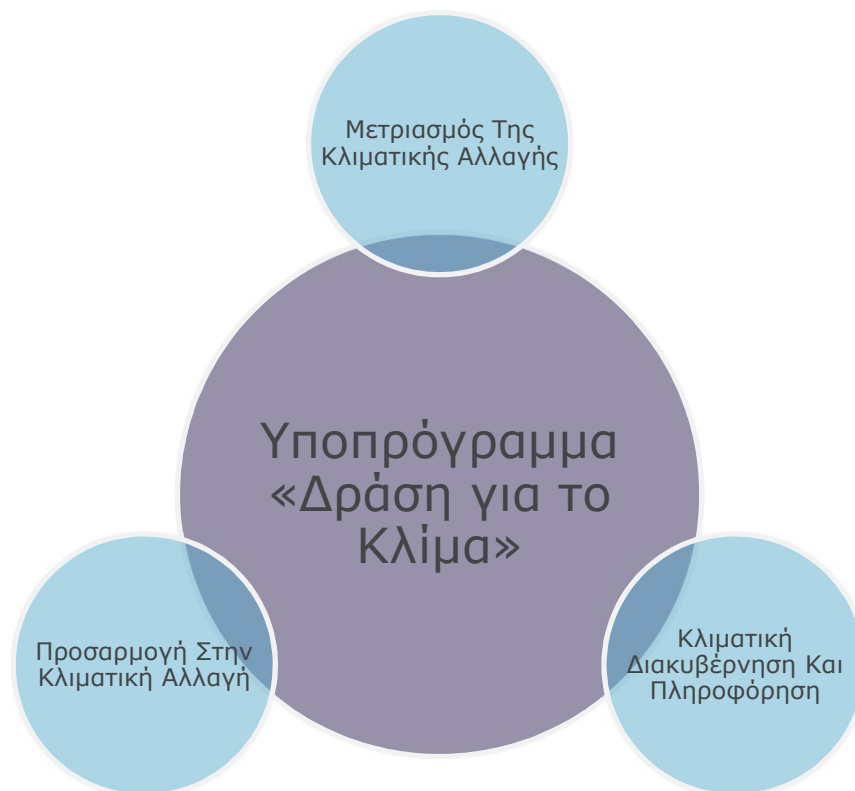 Μετριασμός Της
Κλιματικής Αλλαγής
Υποπρόγραμμα
«Δράση για το
Κλίμα»
Προσαρμογή Στην
Κλιματική Αλλαγή
Κλιματική
Διακυβέρνηση Και
Πληροφόρηση